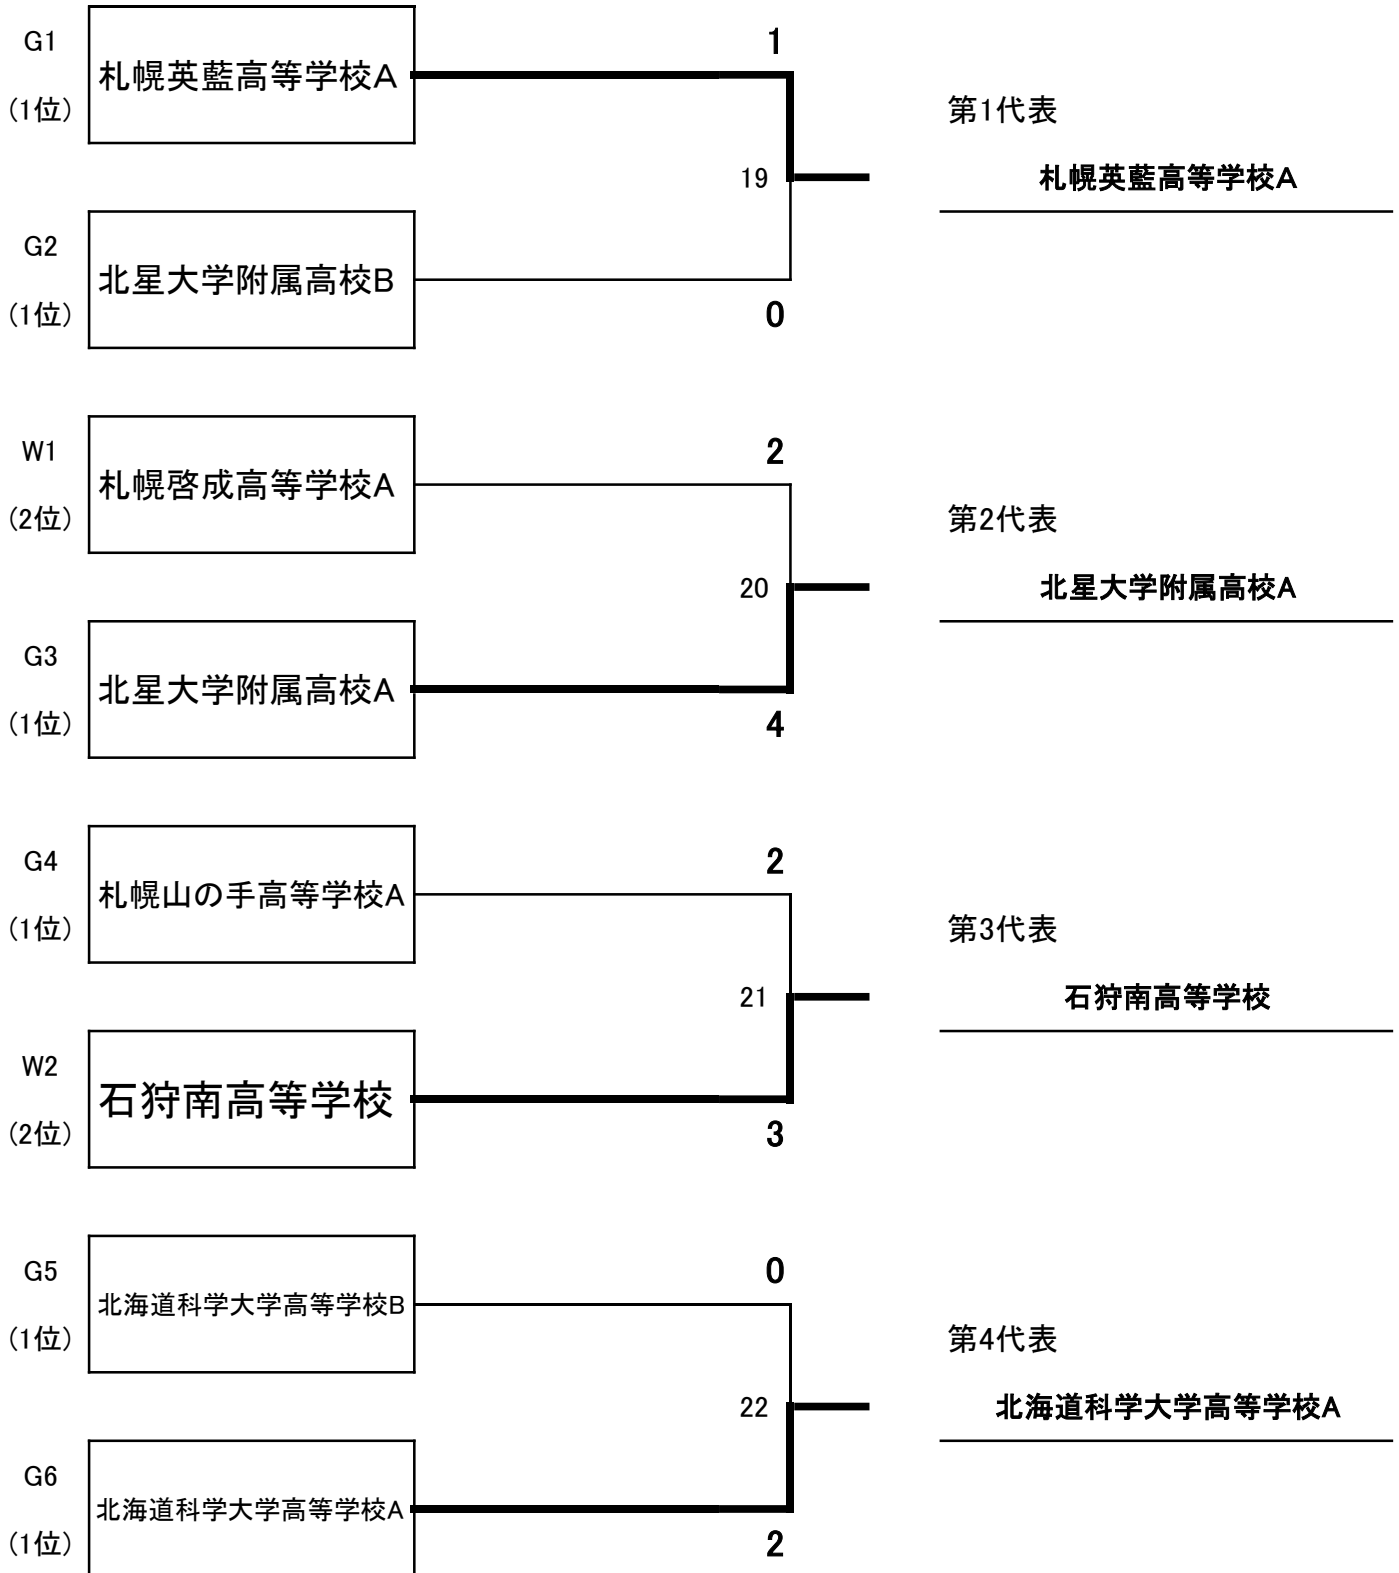 G1
札幌英藍高等学校A
(1位)
1
19
第1代表
札幌英藍高等学校A
G2
北星大学附属高校B
(1位)
0
W1
札幌啓成高等学校A
(2位)
2
20
第2代表
北星大学附属高校A
G3
北星大学附属高校A
(1位)
4
G4
札幌山の手高等学校A
(1位)
2
21
第3代表
石狩南高等学校
W2
石狩南高等学校
(2位)
3
G5
北海道科学大学高等学校B
(1位)
0
22
第4代表
北海道科学大学高等学校A
G6
北海道科学大学高等学校A
(1位)
2